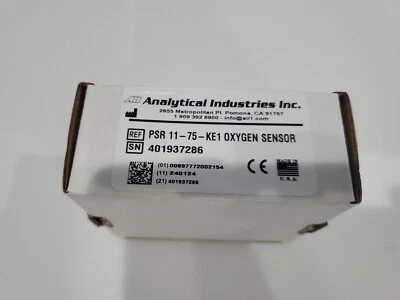 Aii Analytical Industries Inc.
2855 Metropolitan Pl. Pomona, CA 91767
1 909 392 6900 - info@aii1.com
REF PSR 11-75-KE1 OXYGEN SENSOR
SN 401937286
(01) 00897772002154
(11) 240124
(21) 401937286
CE
MADE IN
U.S.A.